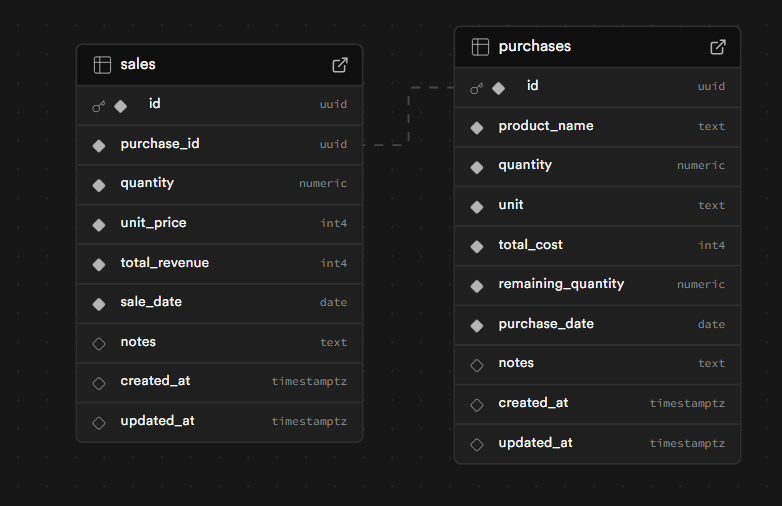 sales
id uuid
purchase_id uuid
quantity numeric
unit_price int4
total_revenue int4
sale_date date
notes text
created_at timestamptz
updated_at timestamptz
purchases
id uuid
product_name text
quantity numeric
unit text
total_cost int4
remaining_quantity numeric
purchase_date date
notes text
created_at timestamptz
updated_at timestamptz